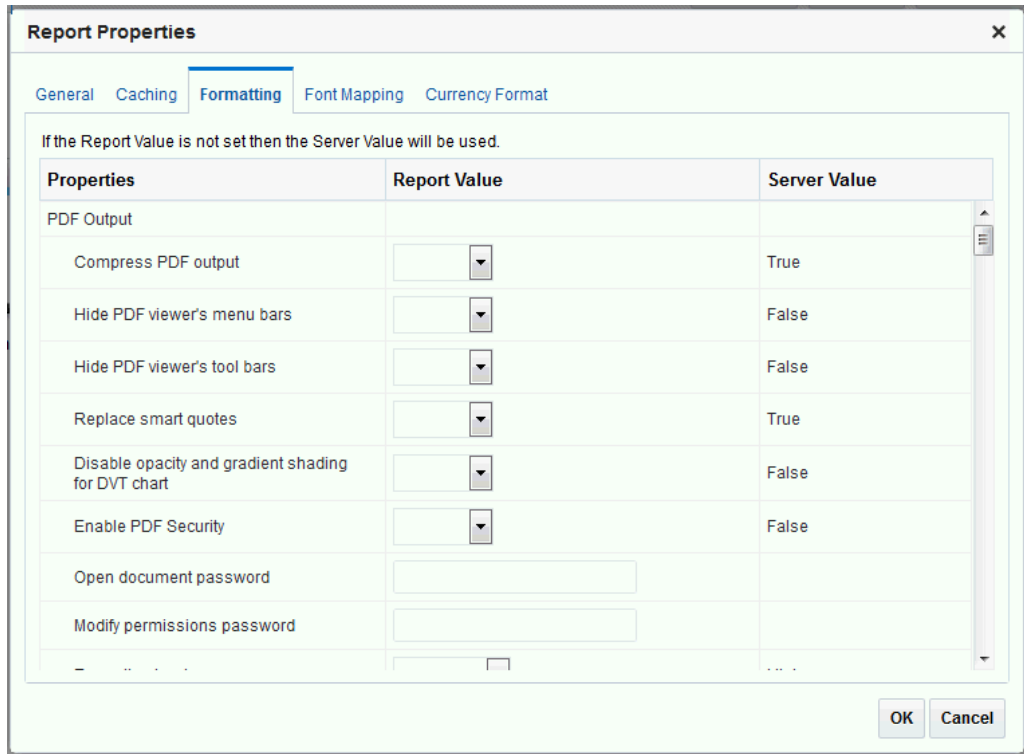 Report Properties
General Caching Formatting Font Mapping Currency Format
If the Report Value is not set then the Server Value will be used.
Properties Report Value Server Value
PDF Output
Compress PDF output True
Hide PDF viewer's menu bars False
Hide PDF viewer's tool bars False
Replace smart quotes True
Disable opacity and gradient shading
for DVT chart False
Enable PDF Security False
Open document password
Modify permissions password
OK Cancel